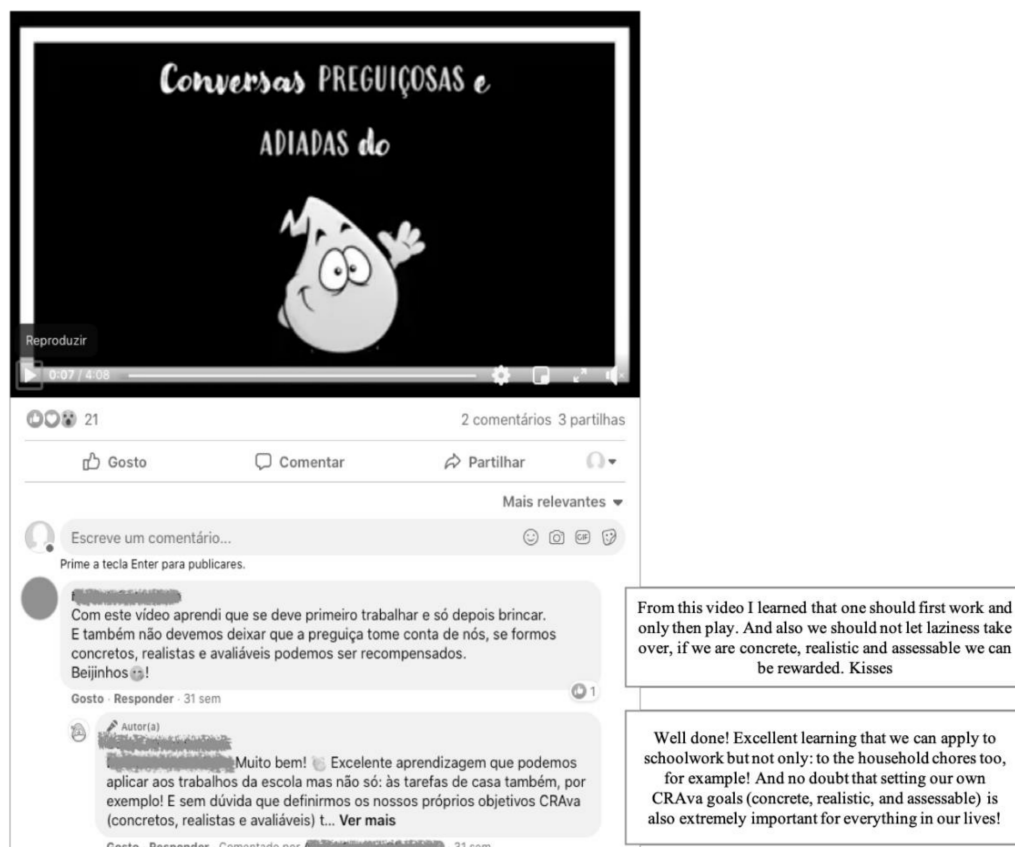 Conversas PREGUIÇOSAS e
ADIADAS do
Reproduzir
0:07 / 4:08
21
2 comentários 3 partilhas
Gosto
Comentar
Partilhar
Mais relevantes
Escreve um comentário...
GIF
Prime a tecla Enter para publicares.
Com este vídeo aprendi que se deve primeiro trabalhar e só depois brincar.
E também não devemos deixar que a preguiça tome conta de nós, se formos
concretos, realistas e avaliáveis podemos ser recompensados.
Beijinhos !
1
Gosto · Responder · 31 sem
Autor(a)
Muito bem! Excelente aprendizagem que podemos
aplicar aos trabalhos da escola mas não só: às tarefas de casa também, por
exemplo! E sem dúvida que definirmos os nossos próprios objetivos CRAva
(concretos, realistas e avaliáveis) t... Ver mais
Gosto · Responder · Comentado por · 31 sem
From this video I learned that one should first work and
only then play. And also we should not let laziness take
over, if we are concrete, realistic and assessable we can
be rewarded. Kisses
Well done! Excellent learning that we can apply to
schoolwork but not only: to the household chores too,
for example! And no doubt that setting our own
CRAva goals (concrete, realistic, and assessable) is
also extremely important for everything in our lives!